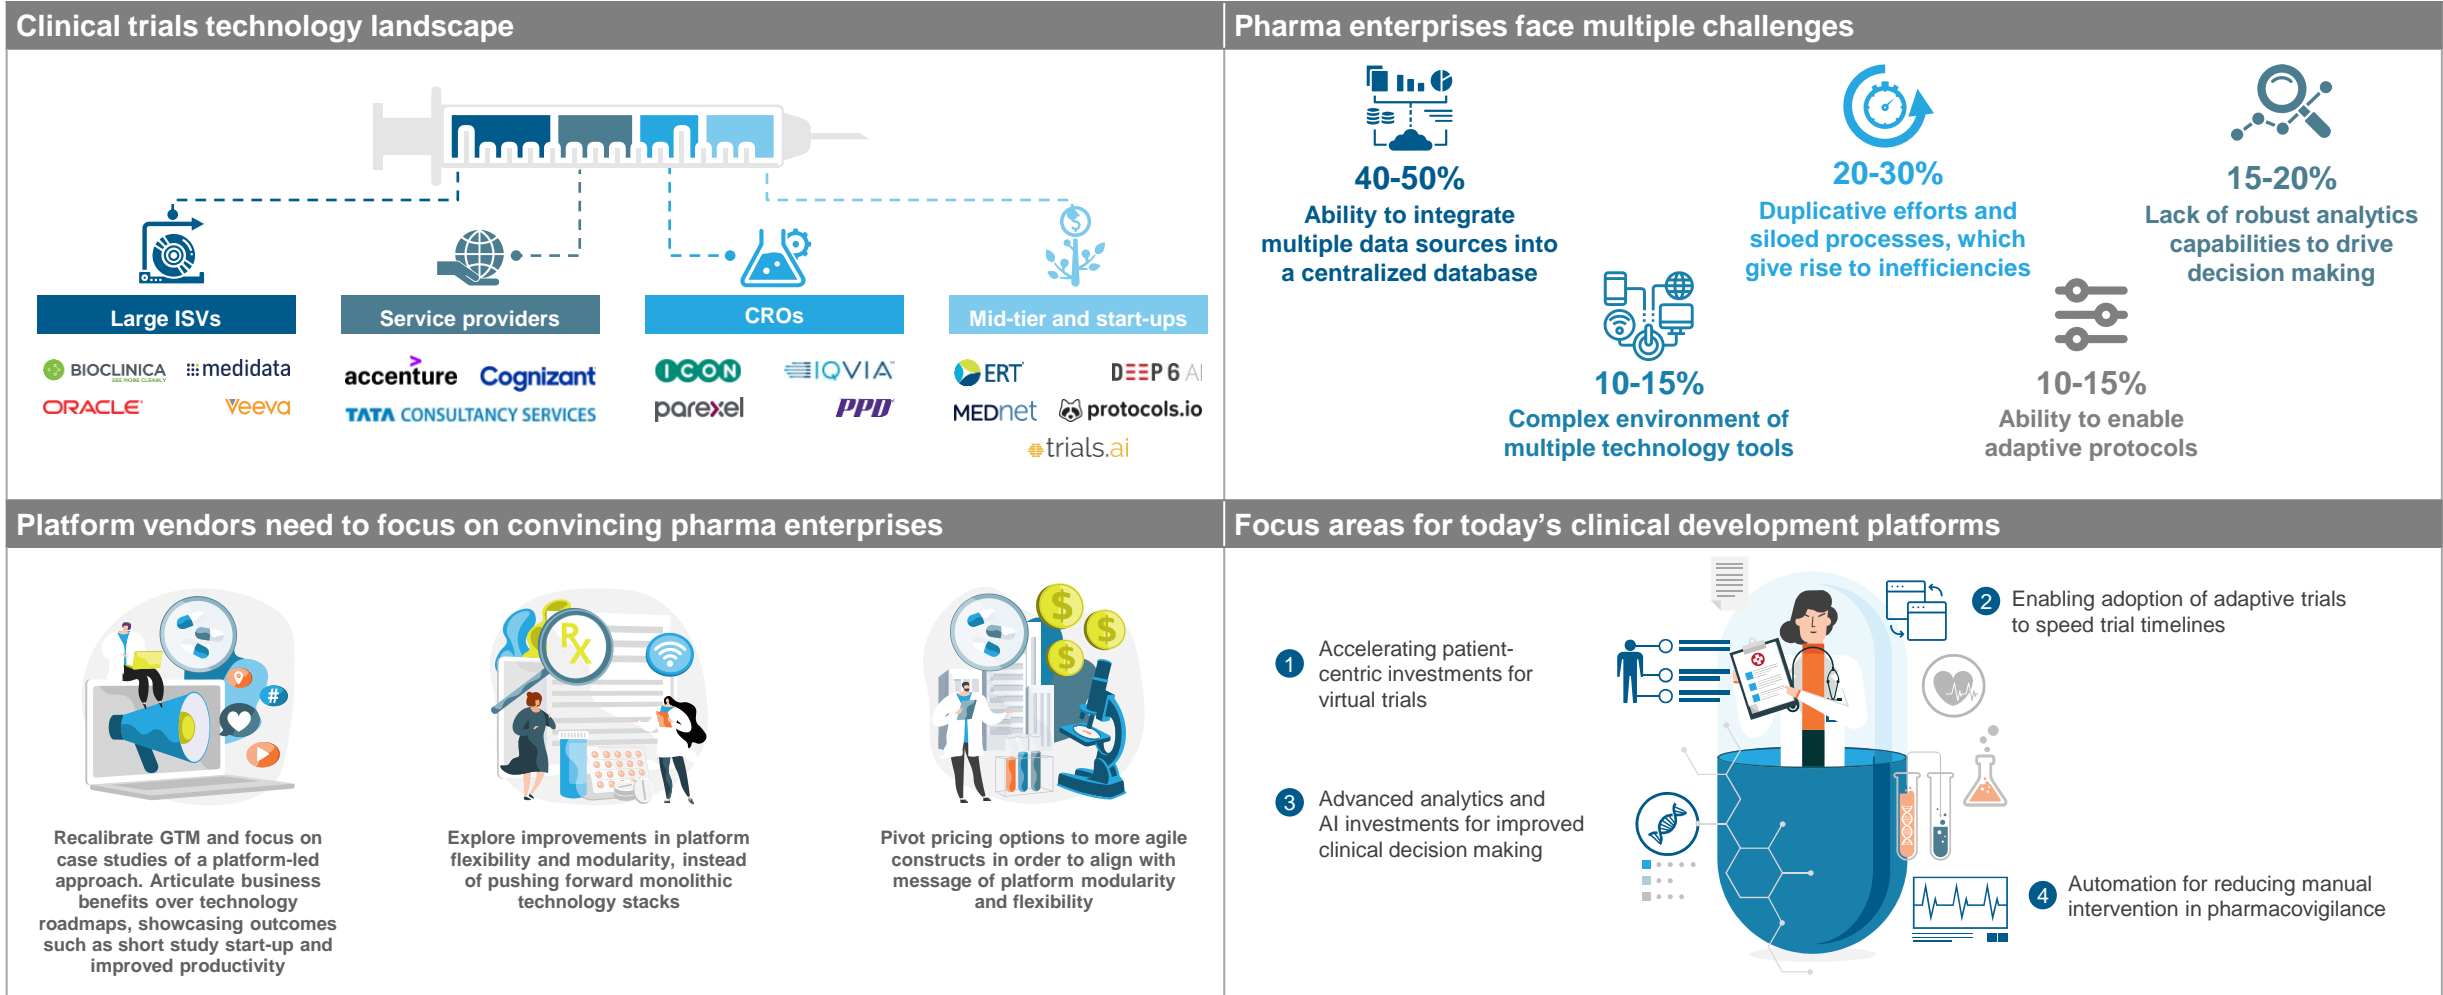 Clinical trials technology landscape
Large ISVs
Service providers
CROs
Mid-tier and start-ups
BIOCLINICA
SEE MORE CLEARLY
medidata
ORACLE
Veeva
accenture
Cognizant
TATA CONSULTANCY SERVICES
ICON
IQVIA
parexel
PPD
ERT
DEEP 6 AI
MEDNET
protocols.io
trials.ai
Pharma enterprises face multiple challenges
40-50%
Ability to integrate
multiple data sources into
a centralized database
20-30%
Duplicative efforts and
siloed processes, which
give rise to inefficiencies
15-20%
Lack of robust analytics
capabilities to drive
decision making
10-15%
Complex environment of
multiple technology tools
10-15%
Ability to enable
adaptive protocols
Platform vendors need to focus on convincing pharma enterprises
#
Rx
$
$
$
Recalibrate GTM and focus on
case studies of a platform-led
approach. Articulate business
benefits over technology
roadmaps, showcasing outcomes
such as short study start-up and
improved productivity
Explore improvements in platform
flexibility and modularity, instead
of pushing forward monolithic
technology stacks
Pivot pricing options to more agile
constructs in order to align with
message of platform modularity
and flexibility
Focus areas for today's clinical development platforms
1
Accelerating patient-
centric investments for
virtual trials
2
Enabling adoption of adaptive trials
to speed trial timelines
3
Advanced analytics and
AI investments for improved
clinical decision making
4
Automation for reducing manual
intervention in pharmacovigilance